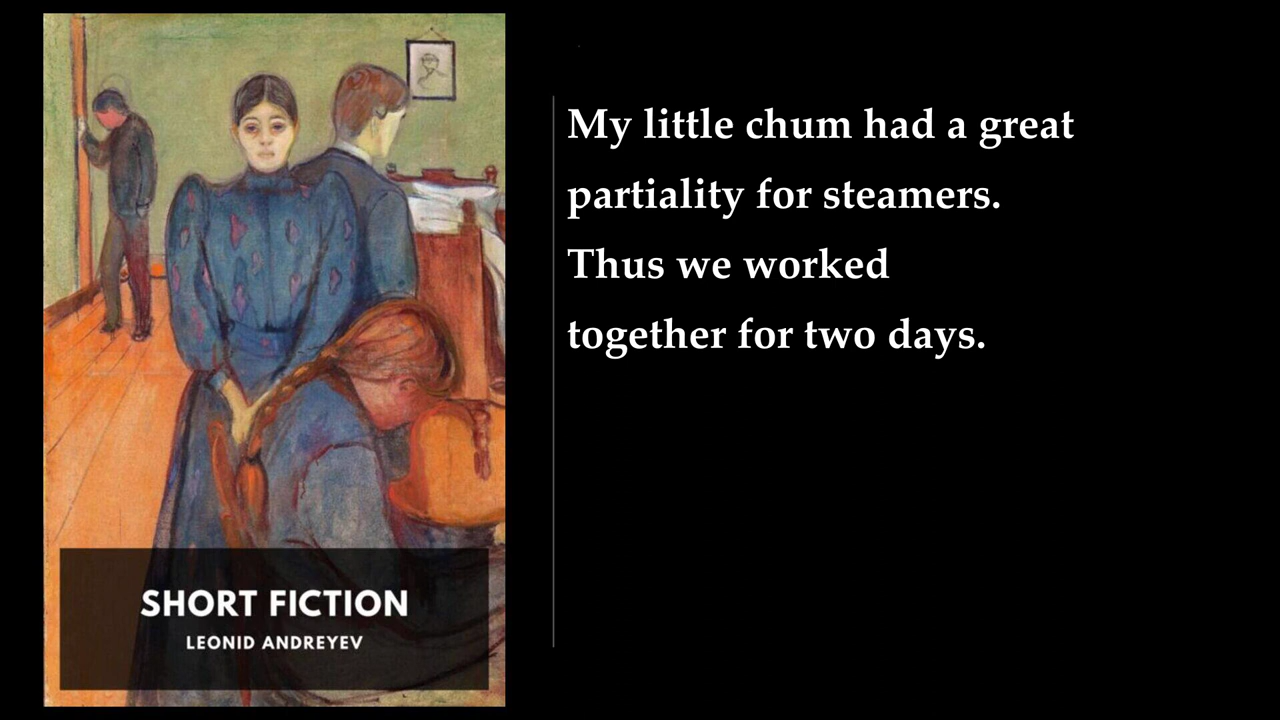 My little chum had a great
partiality for steamers.
Thus we worked
together for two days.
SHORT FICTION
LEONID ANDREYEV